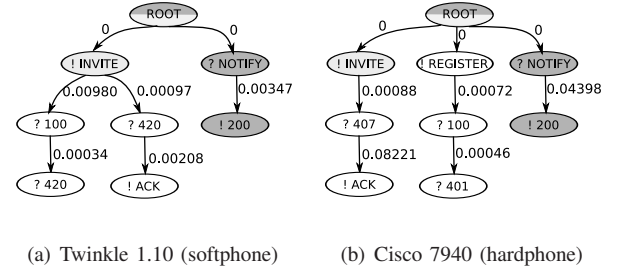 ROOT
0
0
! INVITE
? NOTIFY
0.00980
0.00097
0.00347
? 100
? 420
! 200
0.00034
0.00208
? 420
! ACK
(a) Twinkle 1.10 (softphone)
ROOT
0
0
0
! INVITE
! REGISTER
? NOTIFY
0.00088
0.00072
0.04398
? 407
? 100
! 200
0.08221
0.00046
! ACK
? 401
(b) Cisco 7940 (hardphone)